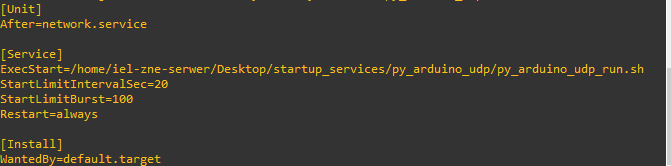 [Unit]
After=network.service
[Service]
ExecStart=/home/iel-zne-serwer/Desktop/startup_services/py_arduino_udp/py_arduino_udp_run.sh
StartLimitIntervalSec=20
StartLimitBurst=100
Restart=always
[Install]
WantedBy=default.target